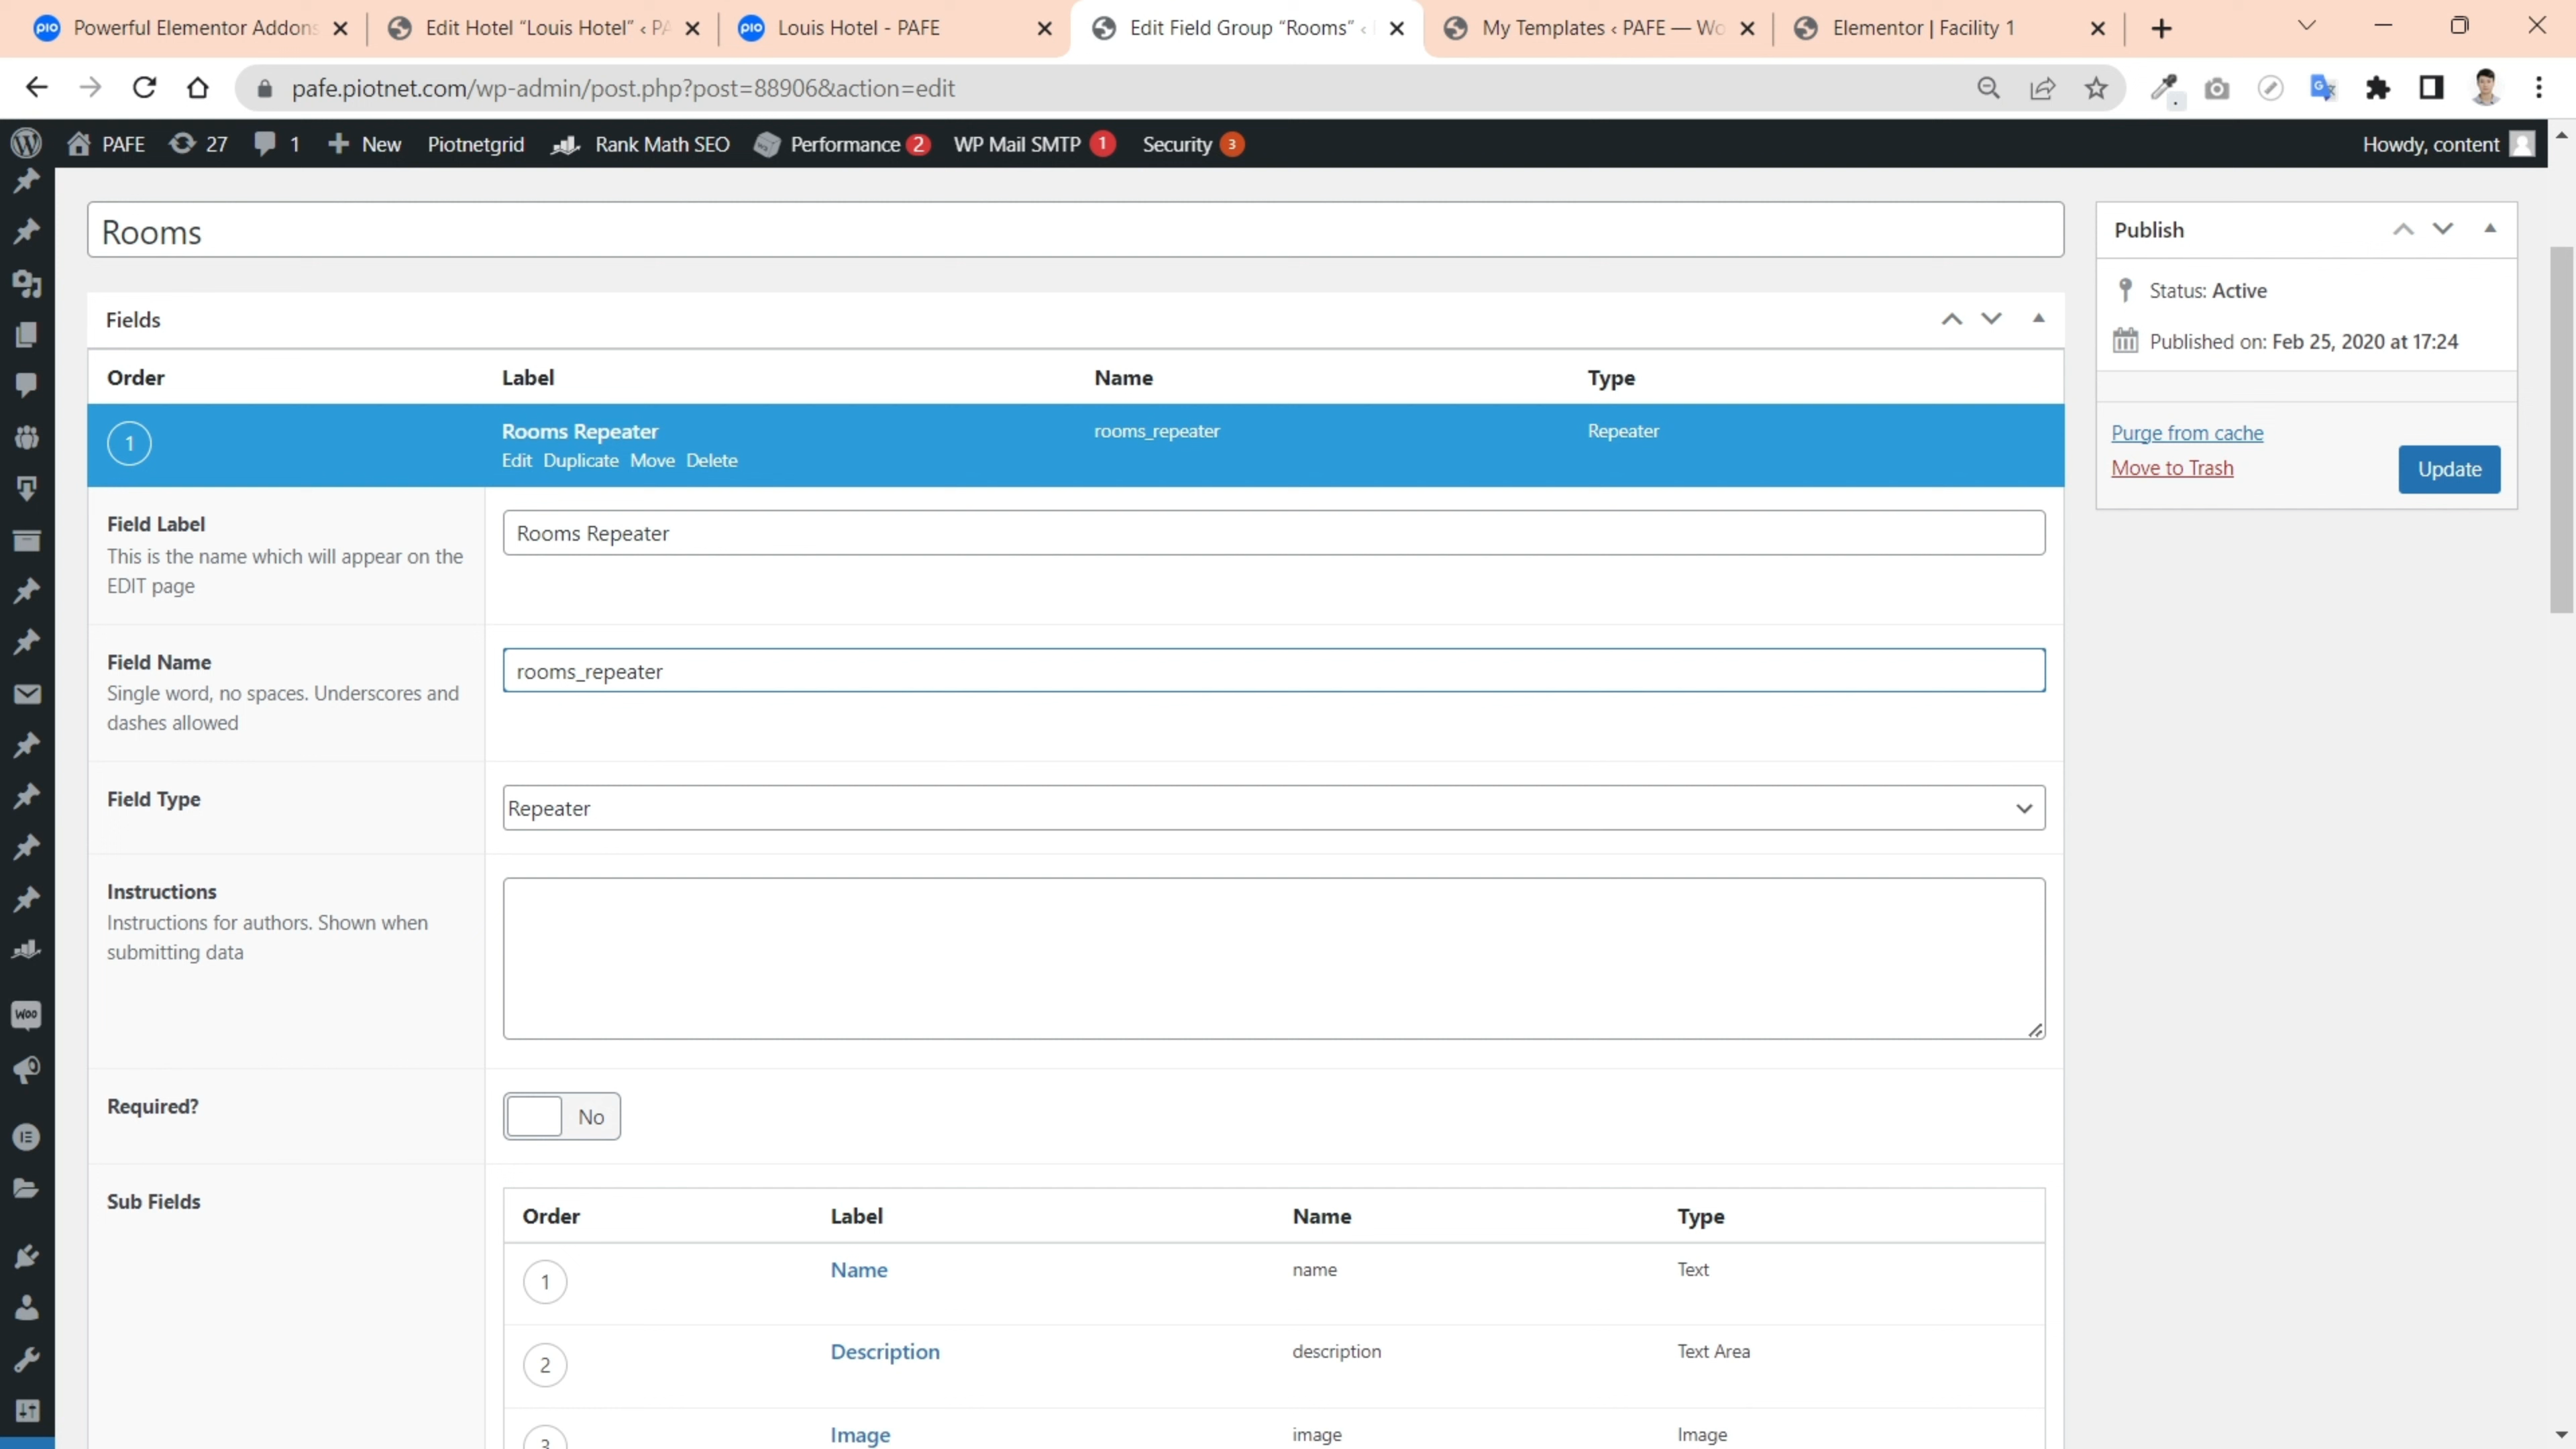 pio Powerful Elementor Addons
Edit Hotel “Louis Hotel” ‹ PA
pio Louis Hotel - PAFE
Edit Field Group “Rooms” ‹
My Templates ‹ PAFE — Wo
Elementor | Facility 1
pafe.piotnet.com/wp-admin/post.php?post=88906&action=edit
PAFE 27 1 New Piotnetgrid Rank Math SEO Performance 2 WP Mail SMTP 1 Security 3 Howdy, content
Rooms
Publish
Status: Active
Published on: Feb 25, 2020 at 17:24
Purge from cache
Move to Trash
Update
Fields
Order Label Name Type
1 Rooms Repeater rooms_repeater Repeater
Edit Duplicate Move Delete
Field Label
This is the name which will appear on the
EDIT page
Rooms Repeater
Field Name
Single word, no spaces. Underscores and
dashes allowed
rooms_repeater
Field Type
Repeater
Instructions
Instructions for authors. Shown when
submitting data
Required?
No
Woo
Sub Fields
Order Label Name Type
1 Name name Text
2 Description description Text Area
3 Image image Image